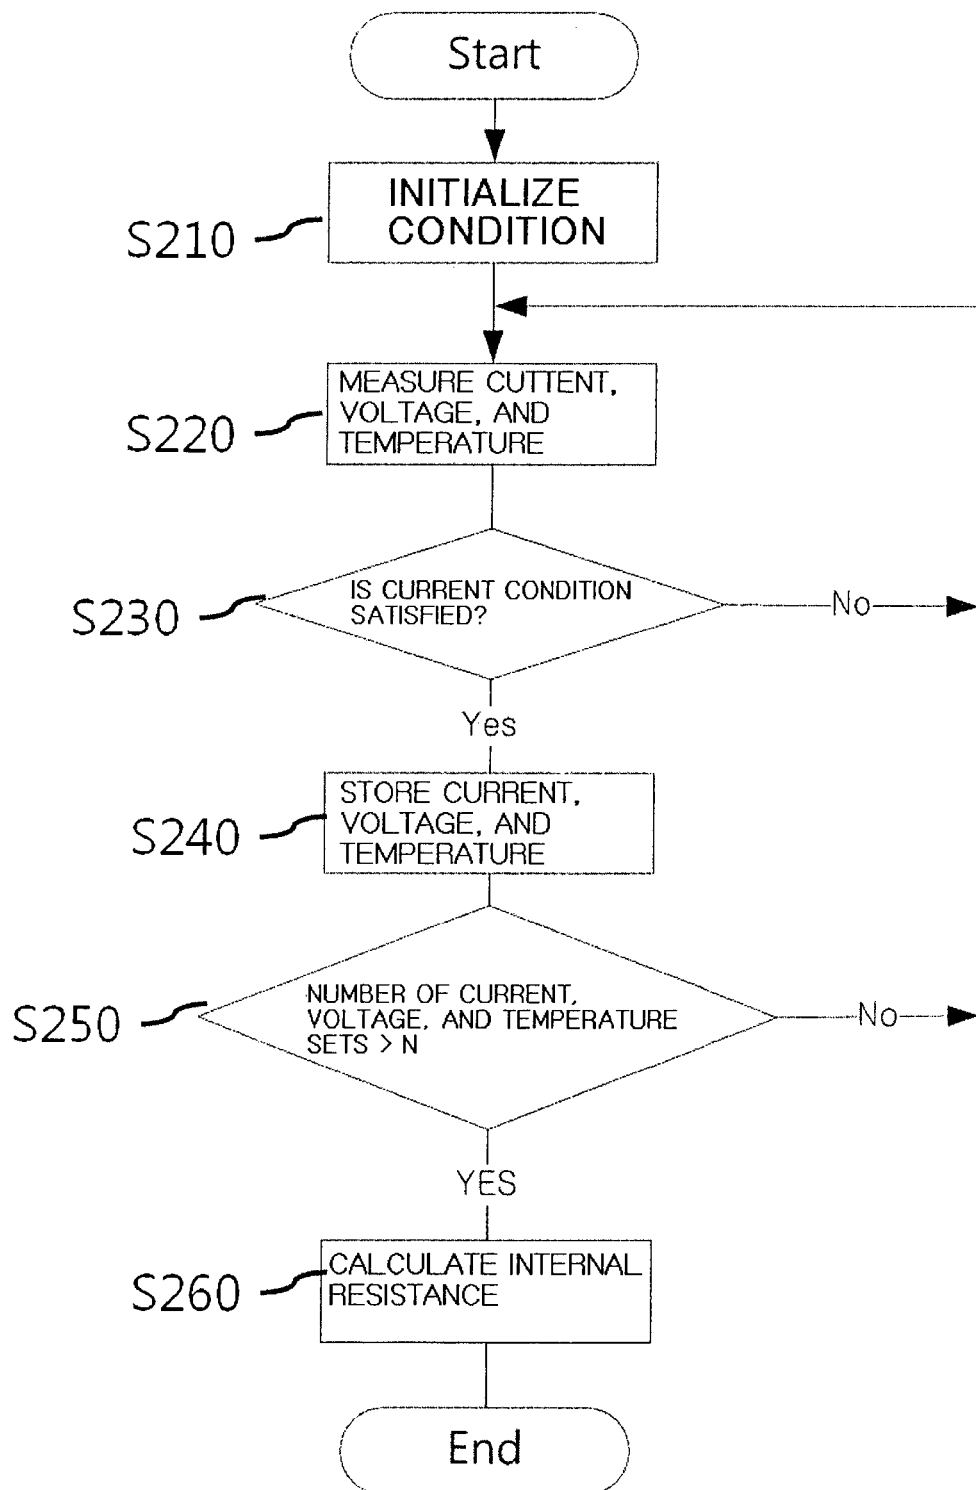 Start
INITIALIZE
CONDITION
S210
MEASURE CUTTENT,
VOLTAGE, AND
TEMPERATURE
S220
IS CURRENT CONDITION
SATISFIED?
S230
No
Yes
STORE CURRENT,
VOLTAGE, AND
TEMPERATURE
S240
NUMBER OF CURRENT,
VOLTAGE, AND TEMPERATURE
SETS > N
S250
No
YES
CALCULATE INTERNAL
RESISTANCE
S260
End